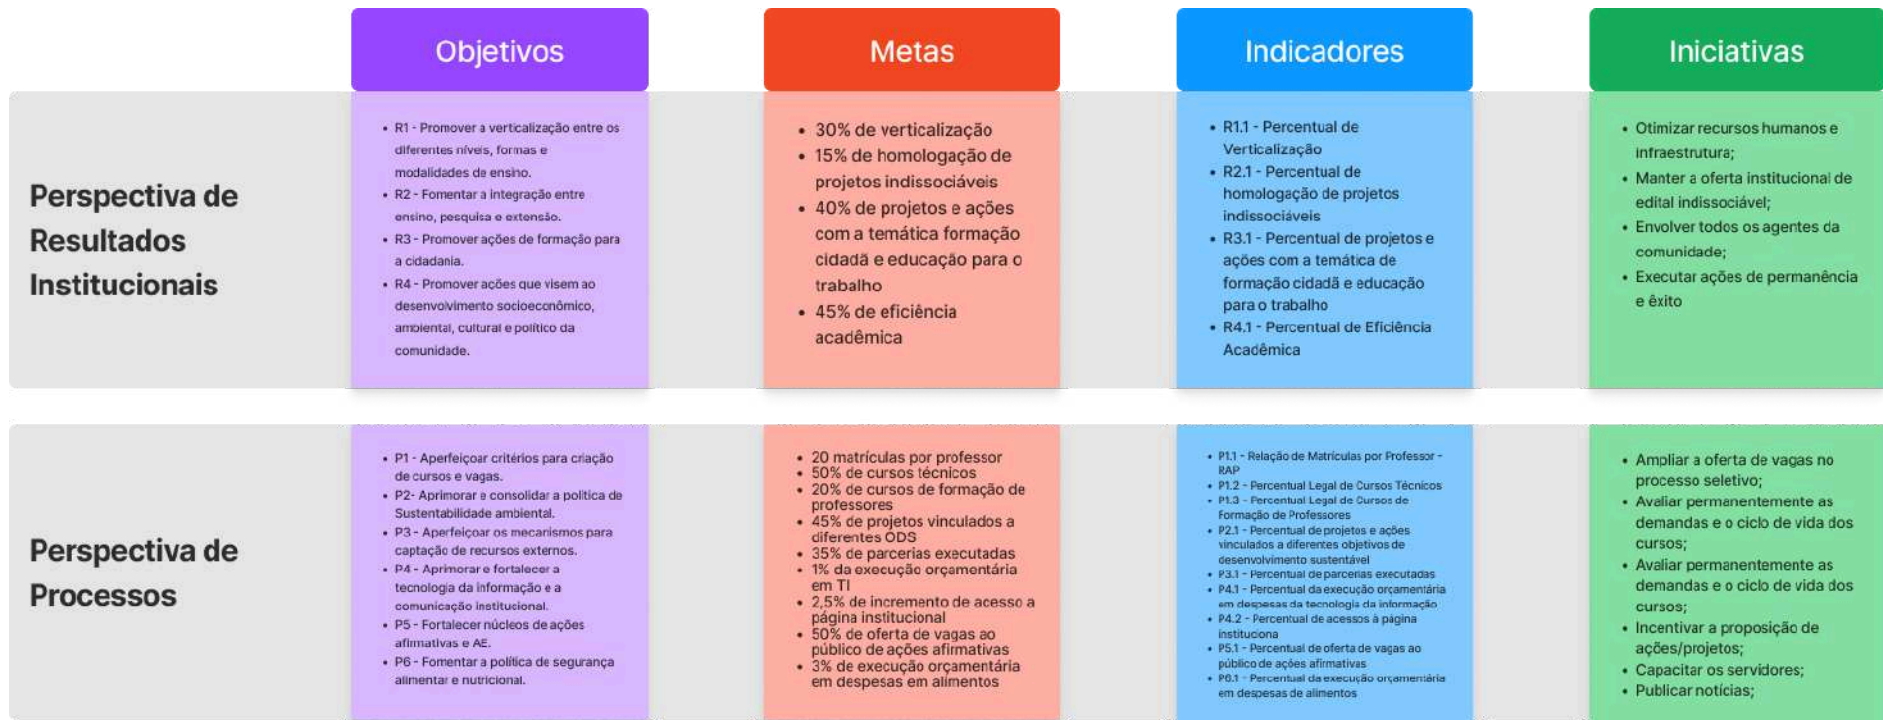 Objetivos
Metas
Indicadores
Iniciativas
Perspectiva de
Resultados
Institucionais
• R1 - Promover a verticalização entre os
diferentes níveis, formas e
modalidades de ensino.
• R2 - Fomentar a integração entre
ensino, pesquisa e extensão.
• R3 - Promover ações de formação para
a cidadania.
• R4 - Promover ações que visem ao
desenvolvimento socioeconômico,
ambiental, cultural e político da
comunidade.
• 30% de verticalização
• 15% de homologação de
projetos indissociáveis
• 40% de projetos e ações
com a temática formação
cidadã e educação para o
trabalho
• 45% de eficiência
acadêmica
• R1.1 - Percentual de
Verticalização
• R2.1 - Percentual de
homologação de projetos
indissociáveis
• R3.1 - Percentual de projetos e
ações com a temática de
formação cidadã e educação
para o trabalho
• R4.1 - Percentual de Eficiência
Acadêmica
• Otimizar recursos humanos e
infraestrutura;
• Manter a oferta institucional de
edital indissociável;
• Envolver todos os agentes da
comunidade;
• Executar ações de permanência
e êxito
Perspectiva de
Processos
• P1 - Aperfeiçoar critérios para criação
de cursos e vagas.
• P2- Aprimorar e consolidar a política de
Sustentabilidade ambiental.
• P3 - Aperfeiçoar os mecanismos para
captação de recursos externos.
• P4 - Aprimorar e fortalecer a
tecnologia da informação e a
comunicação institucional.
• P5 - Fortalecer núcleos de ações
afirmativas e AE.
• P6 - Fomentar a política de segurança
alimentar e nutricional.
• 20 matrículas por professor
• 50% de cursos técnicos
• 20% de cursos de formação de
professores
• 45% de projetos vinculados a
diferentes ODS
• 35% de parcerias executadas
• 1% da execução orçamentária
em TI
• 2,5% de incremento de acesso a
página institucional
• 50% de oferta de vagas ao
público de ações afirmativas
• 3% de execução orçamentária
em despesas em alimentos
• P1.1 - Relação de Matrículas por Professor -
RAP
• P1.2 - Percentual Legal de Cursos Técnicos
• P1.3 - Percentual Legal de Cursos de
Formação de Professores
• P2.1 - Percentual de projetos e ações
vinculados a diferentes objetivos de
desenvolvimento sustentável
• P3.1 - Percentual de parcerias executadas
• P4.1 - Percentual da execução orçamentária
em despesas da tecnologia da informação
• P4.2 - Percentual de acessos à página
instituciona
• P5.1 - Percentual de oferta de vagas ao
público de ações afirmativas
• P6.1 - Percentual da execução orçamentária
em despesas de alimentos
• Ampliar a oferta de vagas no
processo seletivo;
• Avaliar permanentemente as
demandas e o ciclo de vida dos
cursos;
• Avaliar permanentemente as
demandas e o ciclo de vida dos
cursos;
• Incentivar a proposição de
ações/projetos;
• Capacitar os servidores;
• Publicar notícias;